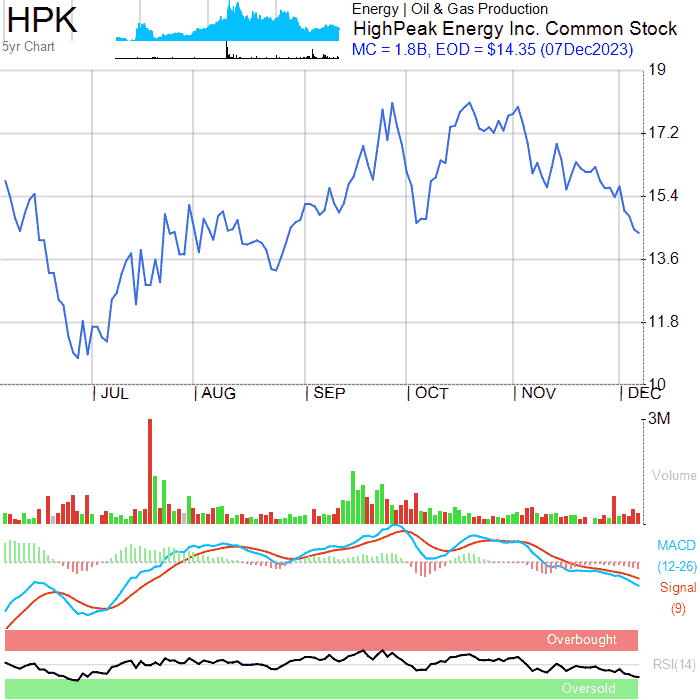 HPK
5yr Chart
Energy | Oil & Gas Production
HighPeak Energy Inc. Common Stock
MC = 1.8B, EOD = $14.35 (07Dec2023)
19
17.2
15.4
13.6
11.8
10
JUL
AUG
SEP
OCT
NOV
DEC
3M
Volume
MACD
(12-26)
Signal
(9)
Overbought
RSI(14)
Oversold